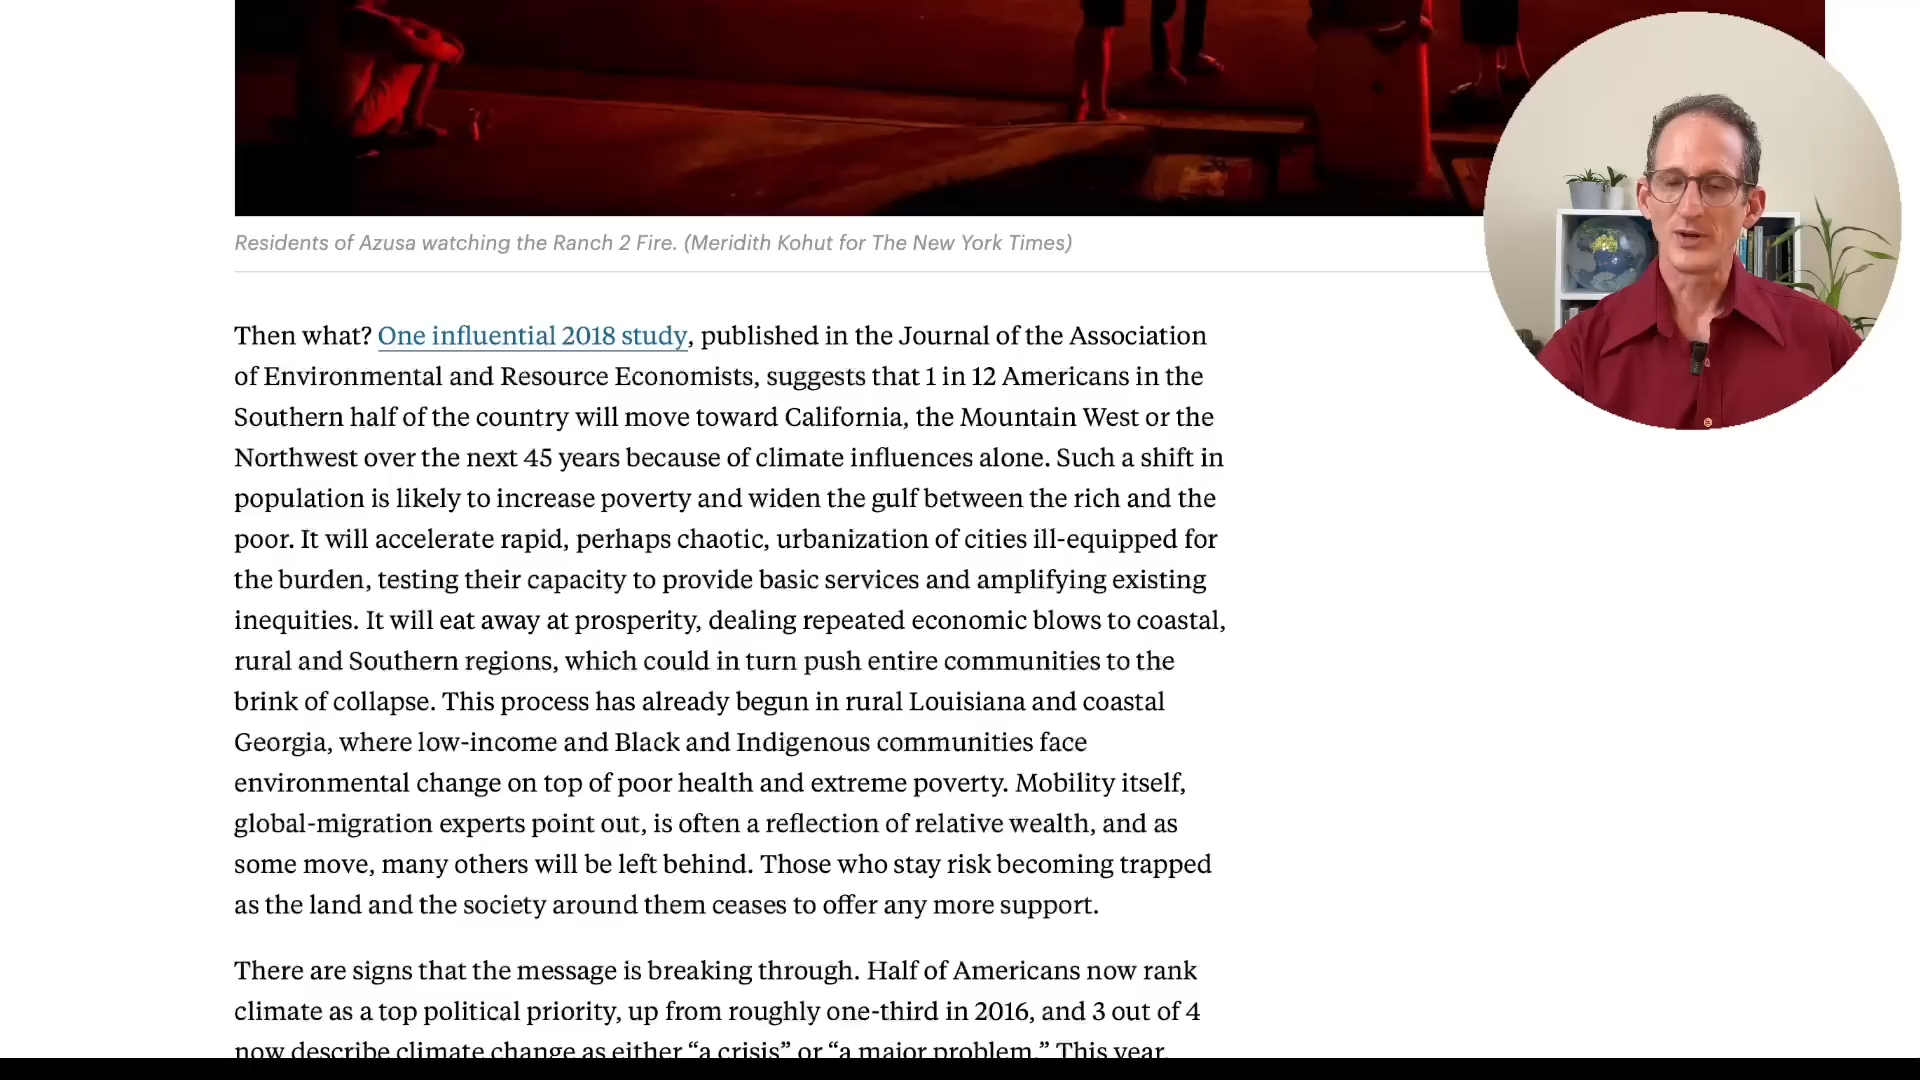 Residents of Azusa watching the Ranch 2 Fire. (Meridith Kohut for The New York Times)
Then what? One influential 2018 study, published in the Journal of the Association
of Environmental and Resource Economists, suggests that 1 in 12 Americans in the
Southern half of the country will move toward California, the Mountain West or the
Northwest over the next 45 years because of climate influences alone. Such a shift in
population is likely to increase poverty and widen the gulf between the rich and the
poor. It will accelerate rapid, perhaps chaotic, urbanization of cities ill-equipped for
the burden, testing their capacity to provide basic services and amplifying existing
inequities. It will eat away at prosperity, dealing repeated economic blows to coastal,
rural and Southern regions, which could in turn push entire communities to the
brink of collapse. This process has already begun in rural Louisiana and coastal
Georgia, where low-income and Black and Indigenous communities face
environmental change on top of poor health and extreme poverty. Mobility itself,
global-migration experts point out, is often a reflection of relative wealth, and as
some move, many others will be left behind. Those who stay risk becoming trapped
as the land and the society around them ceases to offer any more support.
There are signs that the message is breaking through. Half of Americans now rank
climate as a top political priority, up from roughly one-third in 2016, and 3 out of 4
now describe climate change as either “a crisis” or “a major problem.” This year,